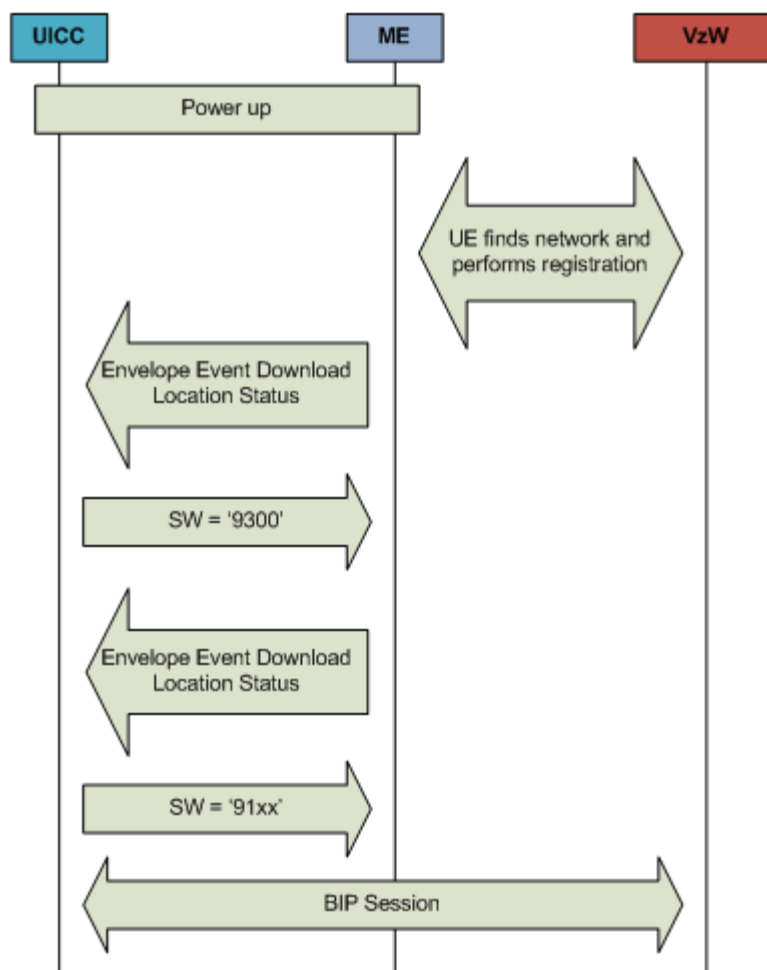 UICC
ME
VzW
Power up
UE finds network and
performs registration
Envelope Event Download
Location Status
SW = ‘9300’
Envelope Event Download
Location Status
SW = ‘91xx’
BIP Session